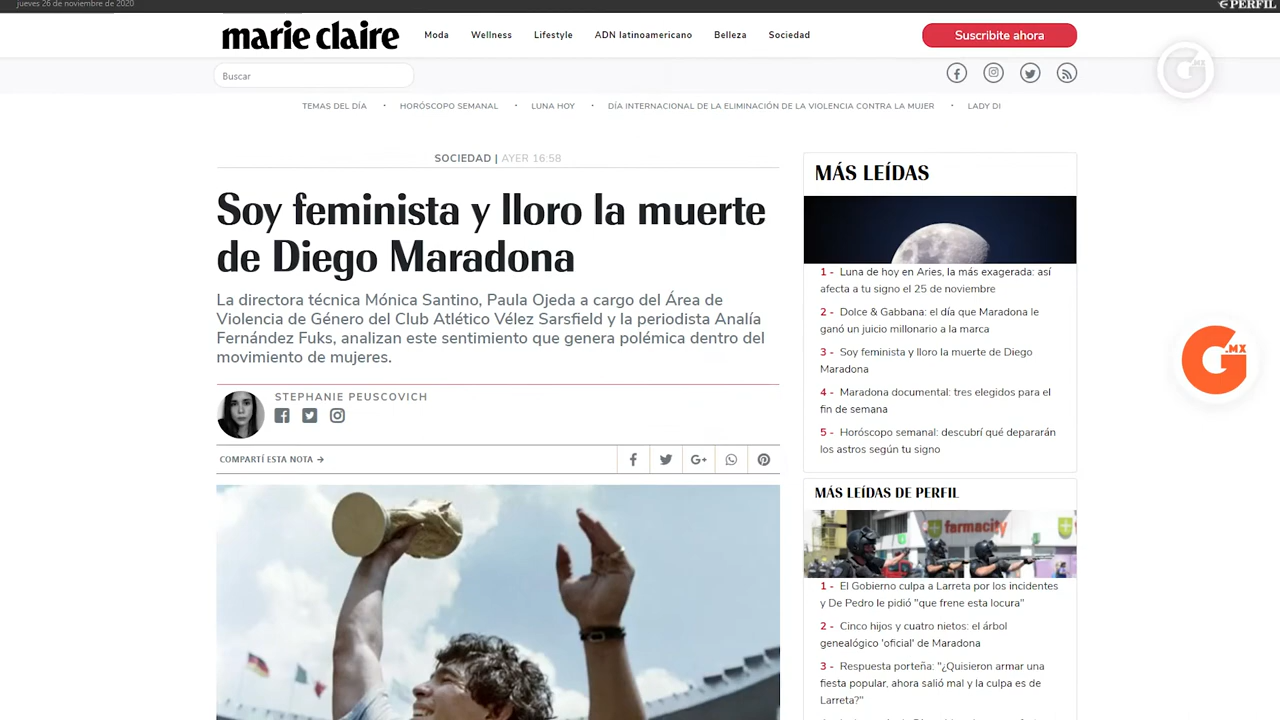 jueves 26 de noviembre de 2020
PERFIL
marie claire
Moda
Wellness
Lifestyle
ADN latinoamericano
Belleza
Sociedad
Suscribite ahora
Buscar
TEMAS DEL DÍA
HORÓSCOPO SEMANAL
LUNA HOY
DÍA INTERNACIONAL DE LA ELIMINACIÓN DE LA VIOLENCIA CONTRA LA MUJER
LADY DI
SOCIEDAD | AYER 16:58
Soy feminista y lloro la muerte
de Diego Maradona
La directora técnica Mónica Santino, Paula Ojeda a cargo del Área de
Violencia de Género del Club Atlético Vélez Sarsfield y la periodista Analía
Fernández Fuks, analizan este sentimiento que genera polémica dentro del
movimiento de mujeres.
STEPHANIE PEUSCOVICH
COMPARTÍ ESTA NOTA →
G+
MÁS LEÍDAS
1 - Luna de hoy en Aries, la más exagerada: así
afecta a tu signo el 25 de noviembre
2 - Dolce & Gabbana: el día que Maradona le
ganó un juicio millonario a la marca
3 - Soy feminista y lloro la muerte de Diego
Maradona
4 - Maradona documental: tres elegidos para el
fin de semana
5 - Horóscopo semanal: descubrí qué depararán
los astros según tu signo
MÁS LEÍDAS DE PERFIL
farmacity
1 - El Gobierno culpa a Larreta por los incidentes
y De Pedro le pidió "que frene esta locura"
2 - Cinco hijos y cuatro nietos: el árbol
genealógico 'oficial' de Maradona
3 - Respuesta porteña: "¿Quisieron armar una
fiesta popular, ahora salió mal y la culpa es de
Larreta?"
G.MX
G.MX